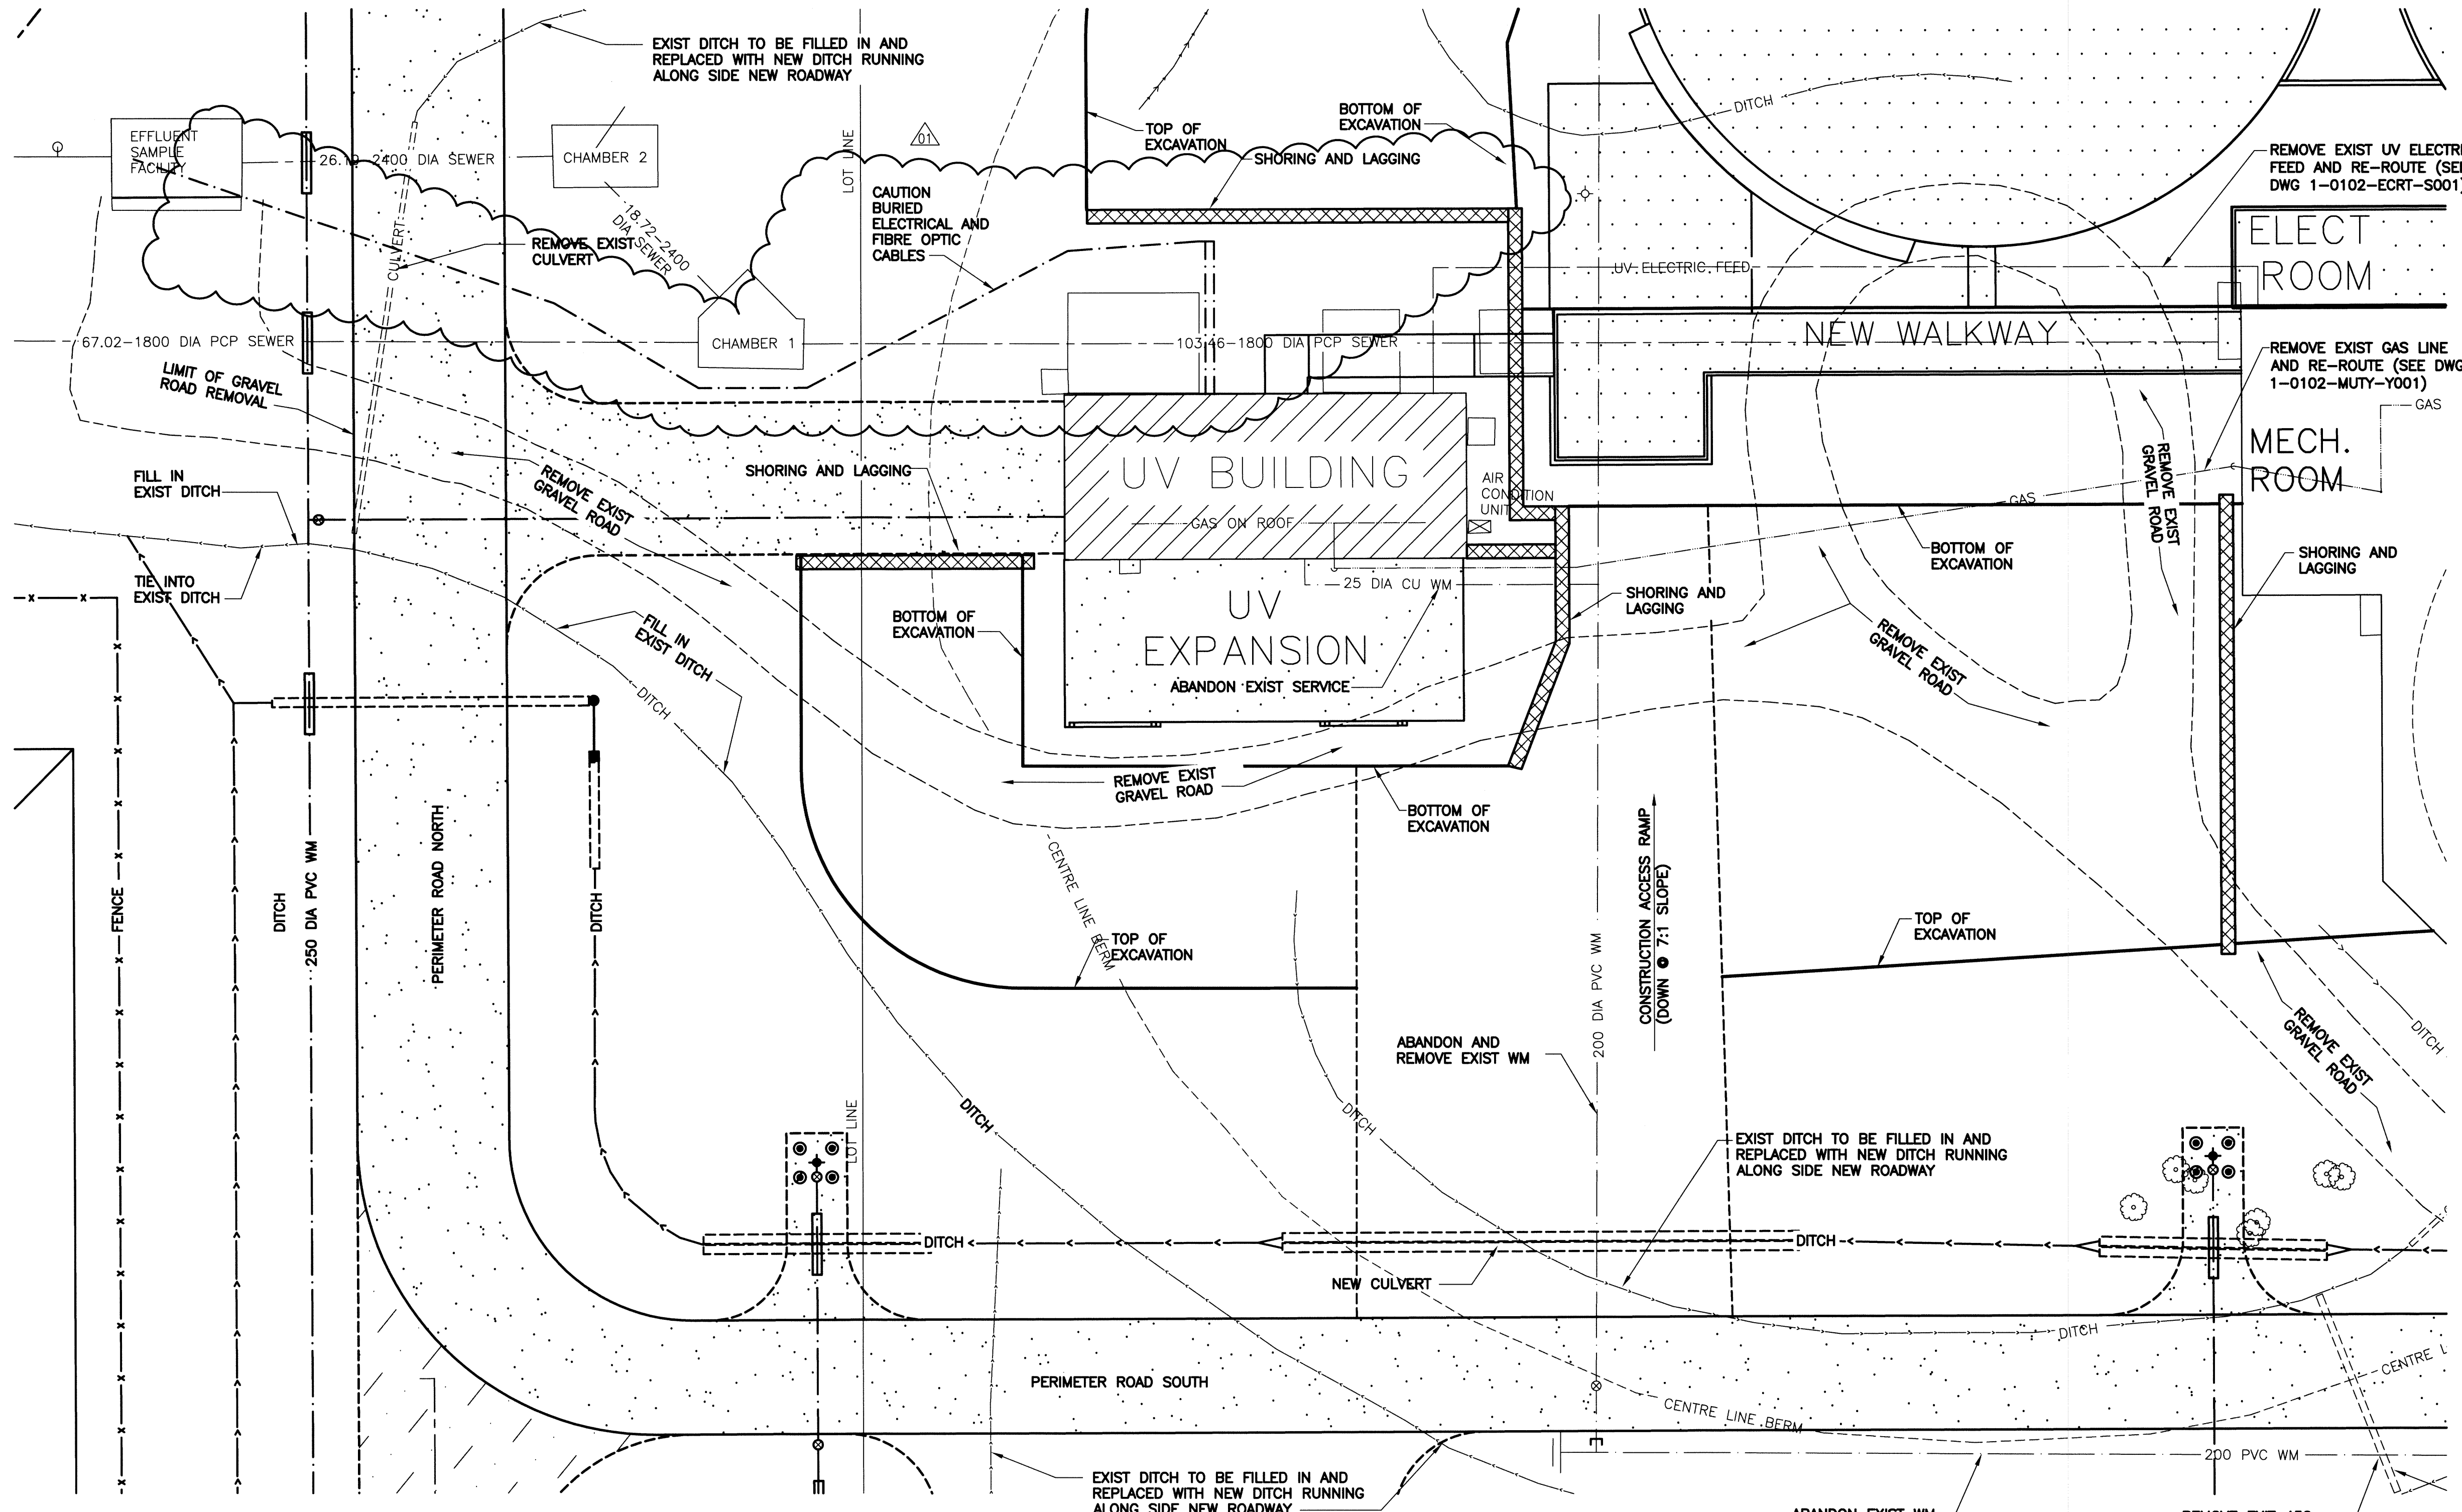 EXIST DITCH TO BE FILLED IN AND
REPLACED WITH NEW DITCH RUNNING
ALONG SIDE NEW ROADWAY
EFFLUENT
SAMPLE
FACILITY
2400 DIA SEWER
CHAMBER 2
18.72-2400
DIA SEWER
CULVERT
REMOVE EXIST
CULVERT
LOT LINE
01
CAUTION
BURIED
ELECTRICAL AND
FIBRE OPTIC
CABLES
TOP OF
EXCAVATION
BOTTOM OF
EXCAVATION
SHORING AND LAGGING
DITCH
REMOVE EXIST UV
FEED AND RE-ROUTE
DWG 1-0102-ECRT-S001)
ELECT
ROOM
UV ELECTRIC FEED
NEW WALKWAY
67.02-1800 DIA PCP SEWER
CHAMBER 1
103.46-1800 DIA PCP SEWER
REMOVE EXIST GAS LINE
AND RE-ROUTE (SEE DWG
1-0102-MUTY-Y001)
GAS
MECH.
ROOM
LIMIT OF GRAVEL
ROAD REMOVAL
FILL IN
EXIST DITCH
REMOVE EXIST
GRAVEL ROAD
SHORING AND LAGGING
UV BUILDING
GAS ON ROOF
AIR
CONDITION
UNIT
GAS
REMOVE EXIST
GRAVEL ROAD
BOTTOM OF
EXCAVATION
SHORING AND
LAGGING
TIE INTO
EXIST DITCH
25 DIA CU WM
SHORING AND
LAGGING
UV
EXPANSION
ABANDON EXIST SERVICE
BOTTOM OF
EXCAVATION
FILL IN
EXIST DITCH
DITCH
REMOVE EXIST
GRAVEL ROAD
REMOVE EXIST
GRAVEL ROAD
BOTTOM OF
EXCAVATION
FENCE
DITCH
250 DIA PVC WM
PERIMETER ROAD NORTH
DITCH
CENTRE LINE BERM
TOP OF
EXCAVATION
200 DIA PVC WM
CONSTRUCTION ACCESS RAMP
(DOWN @ 7:1 SLOPE)
TOP OF
EXCAVATION
DITCH
REMOVE EXIST
GRAVEL ROAD
ABANDON AND
REMOVE EXIST WM
LOT LINE
DITCH
DITCH
EXIST DITCH TO BE FILLED IN AND
REPLACED WITH NEW DITCH RUNNING
ALONG SIDE NEW ROADWAY
DITCH
DITCH
NEW CULVERT
DITCH
PERIMETER ROAD SOUTH
CENTRE LINE BERM
CENTRE
200 PVC WM
EXIST DITCH TO BE FILLED IN AND
REPLACED WITH NEW DITCH RUNNING
ALONG SIDE NEW ROADWAY
ABANDON EXIST WM